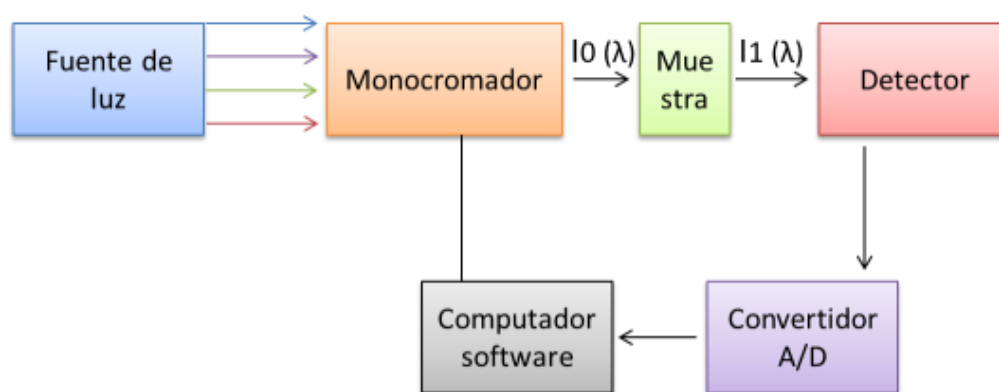 Fuente de
luz
Monocromador
I0 (λ)
Mue
stra
I1 (λ)
Detector
Computador
software
Convertidor
A/D